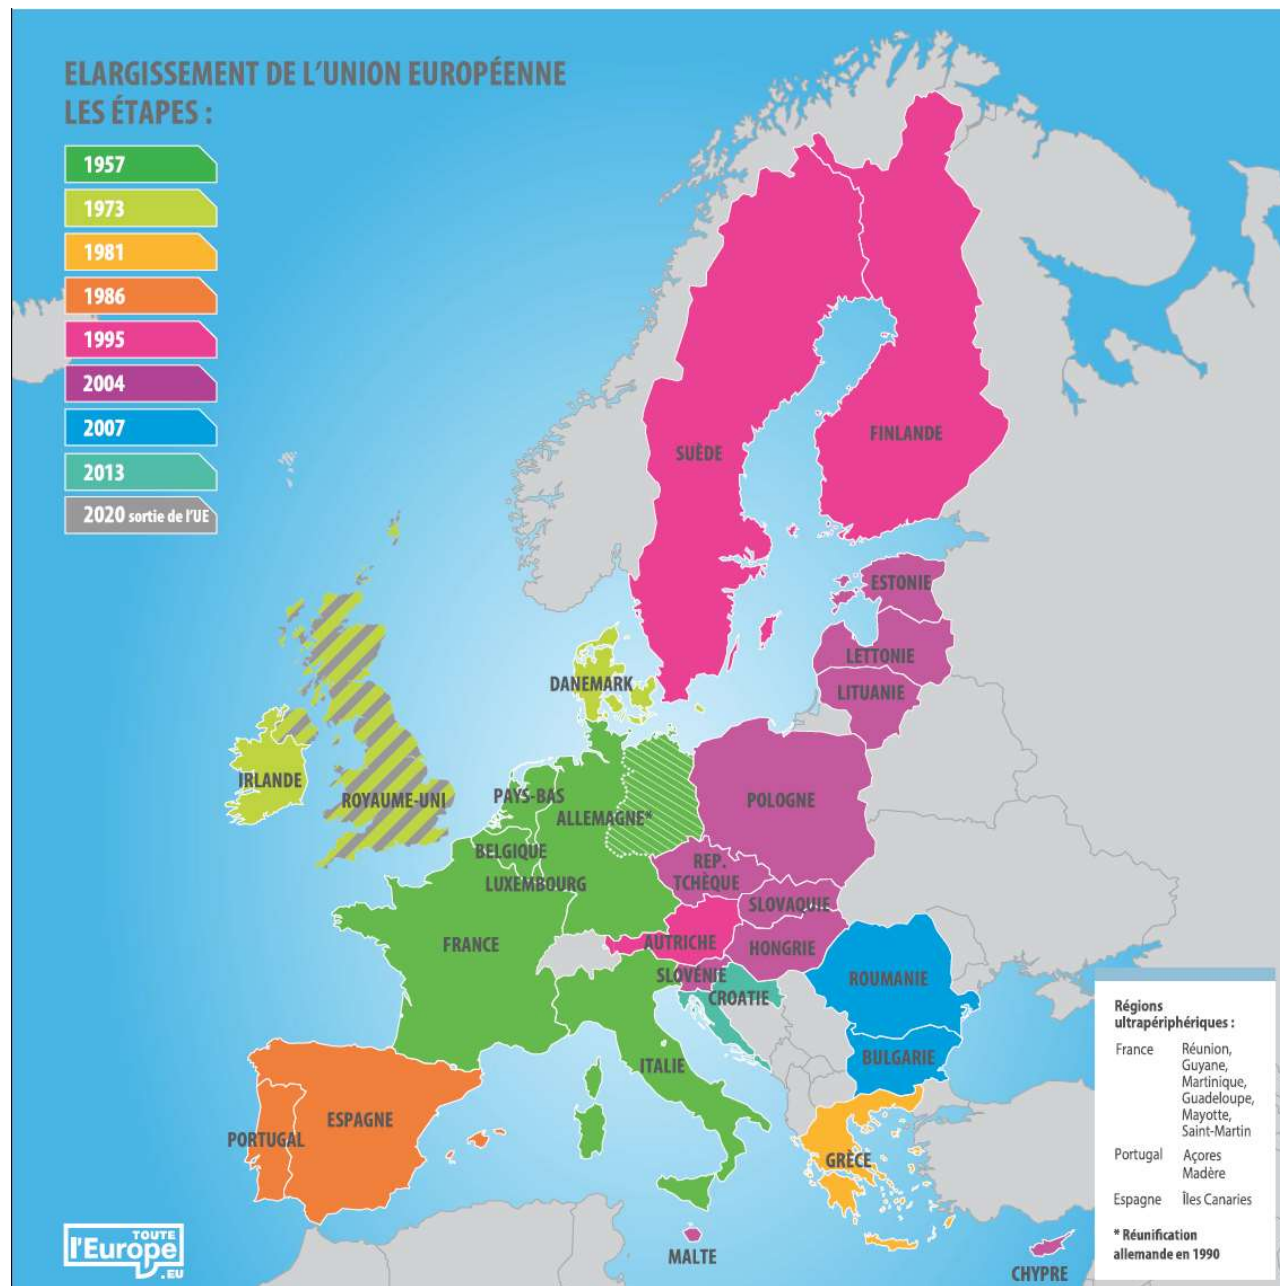 ELARGISSEMENT DE L'UNION EUROPÉENNE
LES ÉTAPES :
1957
1973
1981
1986
1995
2004
2007
2013
2020 sortie de l'UE
SUÈDE
FINLANDE
ESTONIE
LETTONIE
LITUANIE
DANEMARK
IRLANDE
ROYAUME-UNI
PAYS-BAS
ALLEMAGNE*
BELGIQUE
LUXEMBOURG
POLOGNE
REP.
TCHÈQUE
SLOVAQUIE
FRANCE
AUTRICHE
HONGRIE
SLOVÉNIE
CROATIE
ROUMANIE
BULGARIE
ITALIE
ESPAGNE
PORTUGAL
GRÈCE
MALTE
CHYPRE
Régions
ultrapériphériques :
France Réunion,
Guyane,
Martinique,
Guadeloupe,
Mayotte,
Saint-Martin
Portugal Açores
Madère
Espagne Îles Canaries
* Réunification
allemande en 1990
TOUTE
l'Europe
.EU